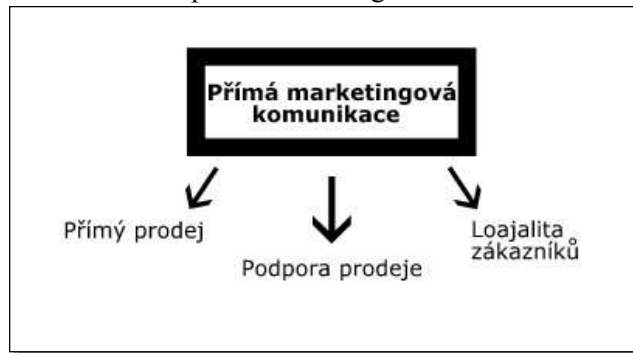 Přímá marketingová
komunikace
Přímý prodej
Podpora prodeje
Loajalita
zákazníků